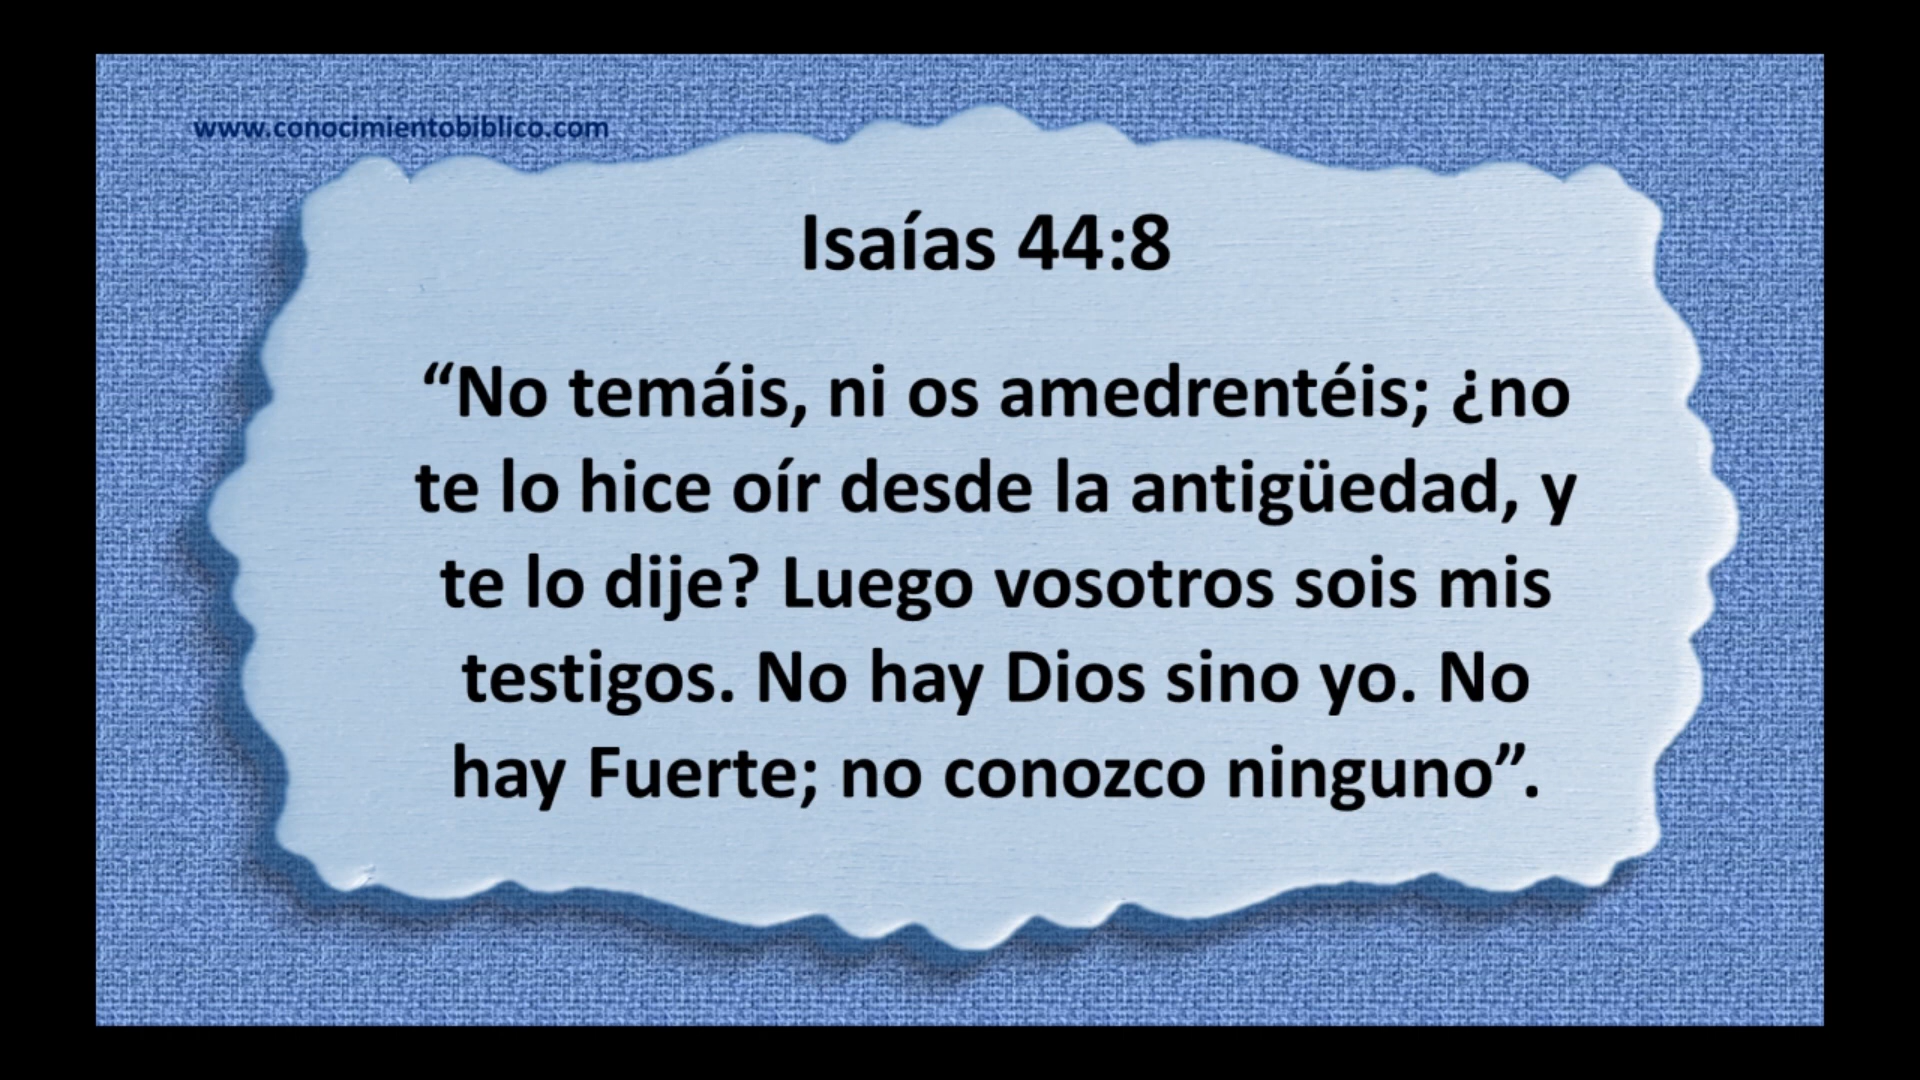 www.conocimientobiblico.com
Isaías 44:8
“No temáis, ni os amedrentéis; ¿no
te lo hice oír desde la antigüedad, y
te lo dije? Luego vosotros sois mis
testigos. No hay Dios sino yo. No
hay Fuerte; no conozco ninguno”.